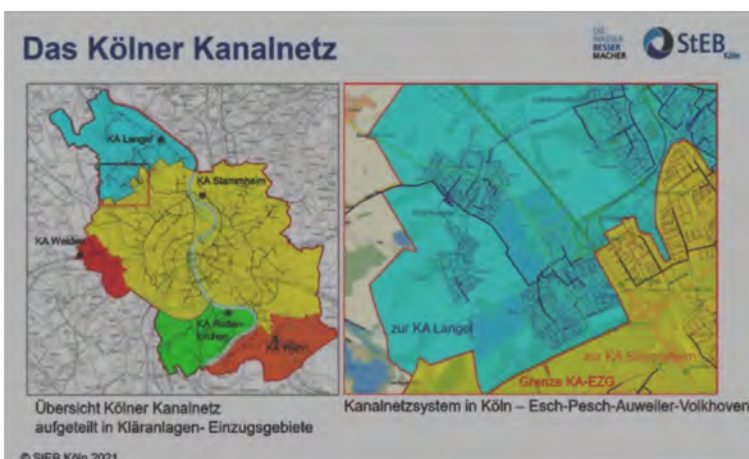 Das Kölner Kanalnetz
DIE
WASSER
BESSER
MACHER
StEB
Köln
KA Langel
KA Stammheim
KA Weiden
KA Roden-
kirchen
KA Wahn
Übersicht Kölner Kanalnetz
aufgeteilt in Kläranlagen- Einzugsgebiete
zur KA Langel
zur KA Stammheim
Grenze KA-EZG
Kanalnetzsystem in Köln – Esch-Pesch-Auweiler-Volkhoven
© StEB Köln 2021